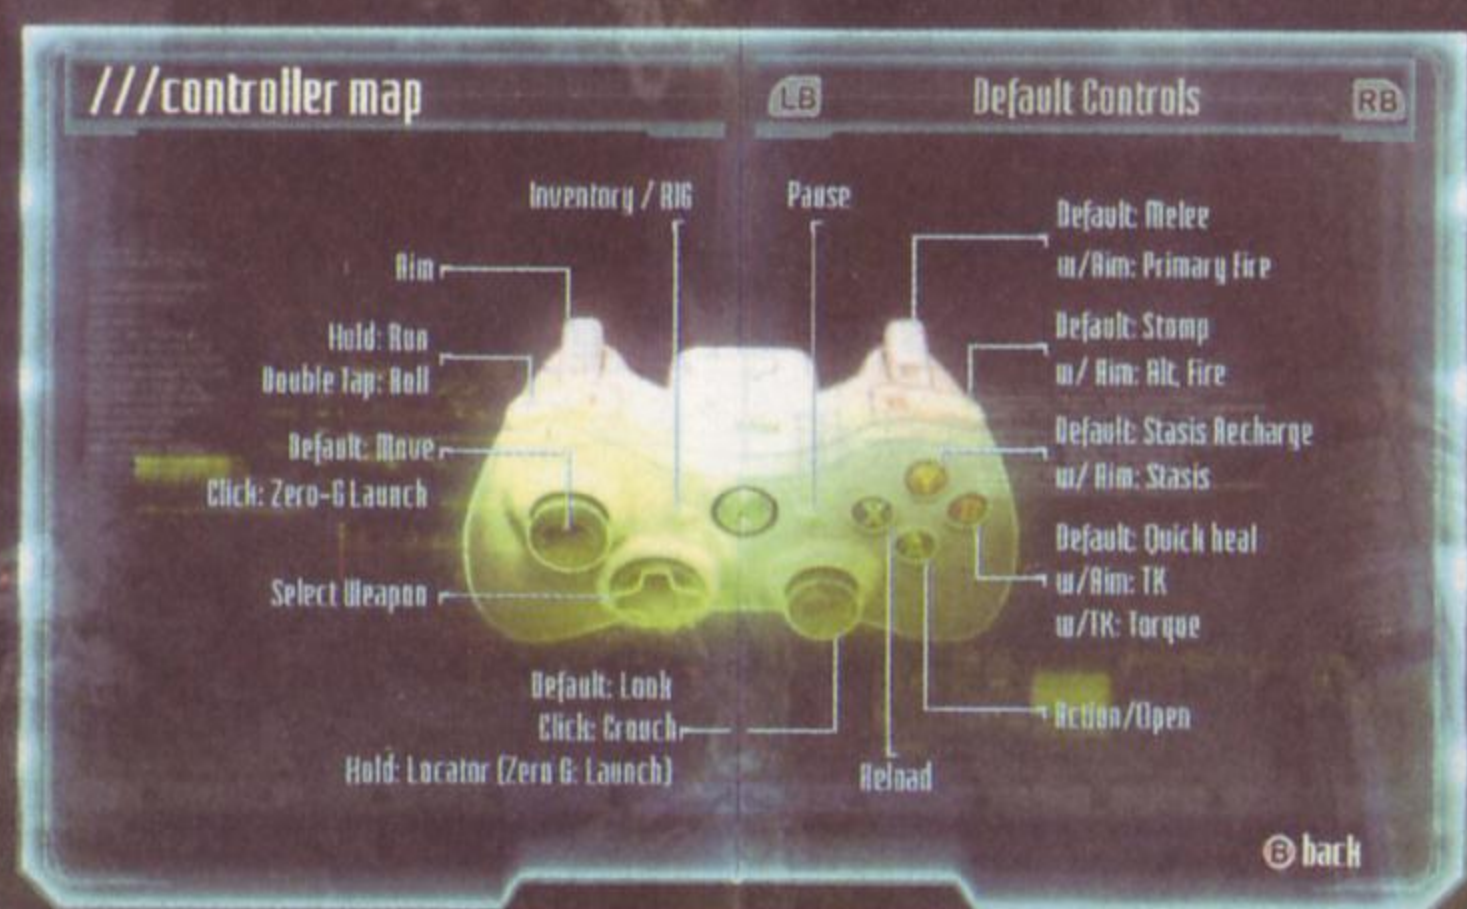 ///controller map
LB
Default Controls
RB
Inventory / RIG
Pause
Aim
Hold: Run
Double Tap: Roll
Default: Move
Click: Zero-G Launch
Select Weapon
Default: Look
Click: Crouch
Hold: Locator (Zero G: Launch)
Default: Melee
w/Aim: Primary Fire
Default: Stomp
w/ Aim: Alt. Fire
Default: Stasis Recharge
w/ Aim: Stasis
Y
X
B
A
Default: Quick heal
w/Aim: TK
w/TK: Torque
Action/Open
Reload
B back